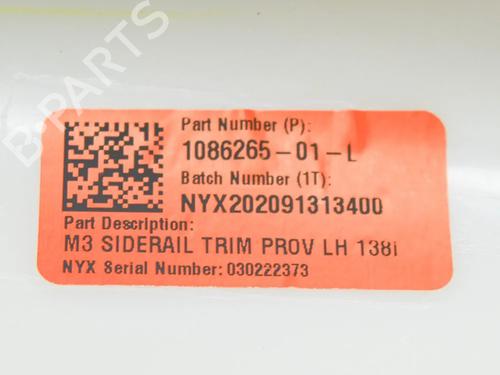 Part Number (P):
1086265-01-L
Batch Number (1T):
NYX202091313400
Part Description:
M3 SIDERAIL TRIM PROV LH 138i
NYX Serial Number: 030222373
B-PARTS